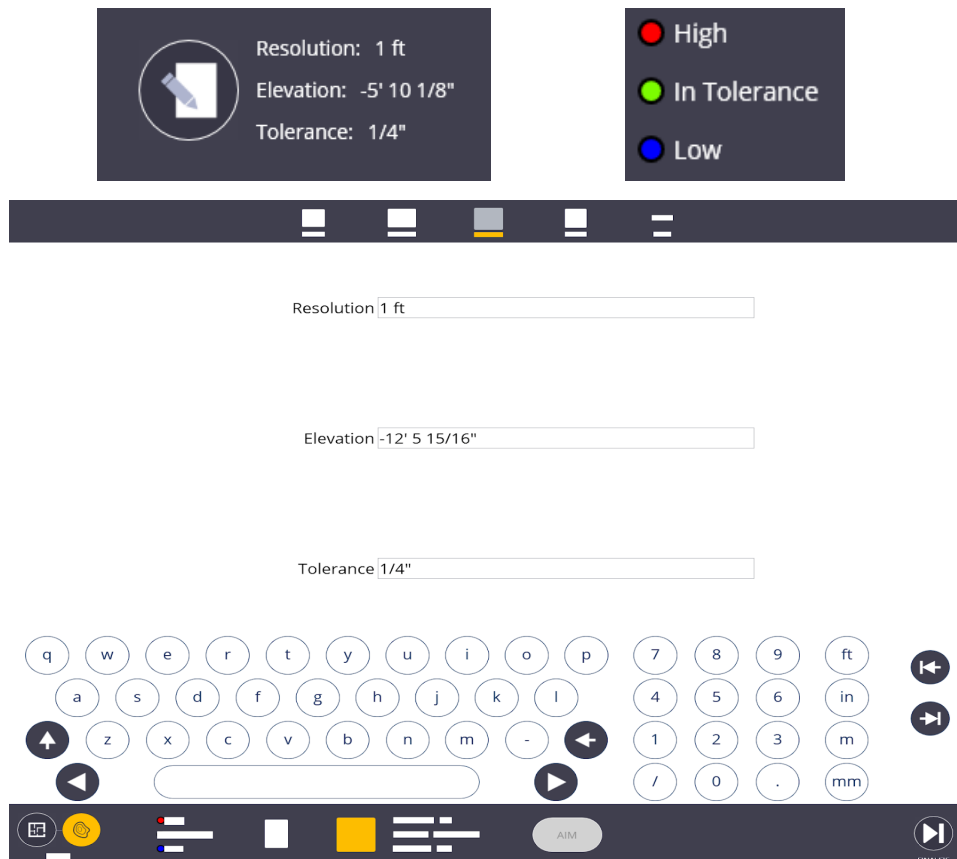 Resolution: 1 ft
Elevation: -5' 10 1/8"
Tolerance: 1/4"
High
In Tolerance
Low
Resolution 1 ft
Elevation -12' 5 15/16"
Tolerance 1/4"
q w e r t y u i o p 7 8 9 ft
a s d f g h j k l 4 5 6 in
z x c v b n m - 1 2 3 m
/ 0 . mm
AIM